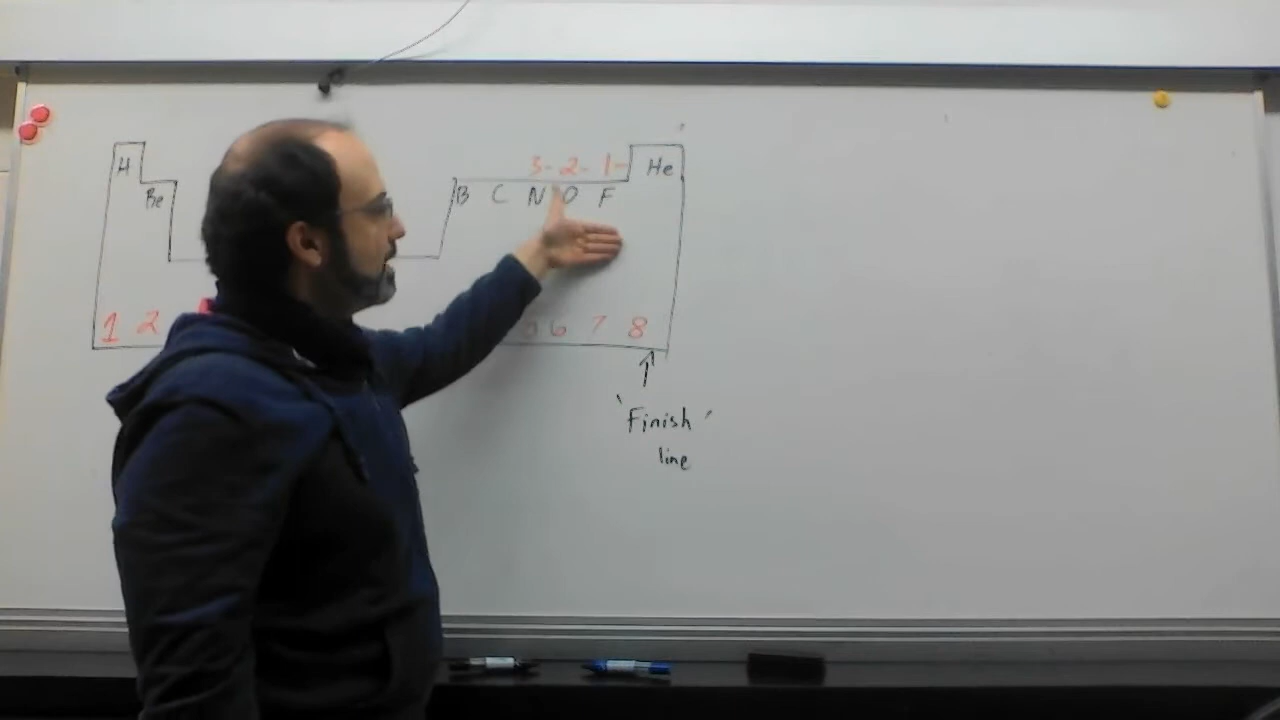 3- 2- 1- He
H
Be B C N O F
1 2 6 7 8
'Finish'
line